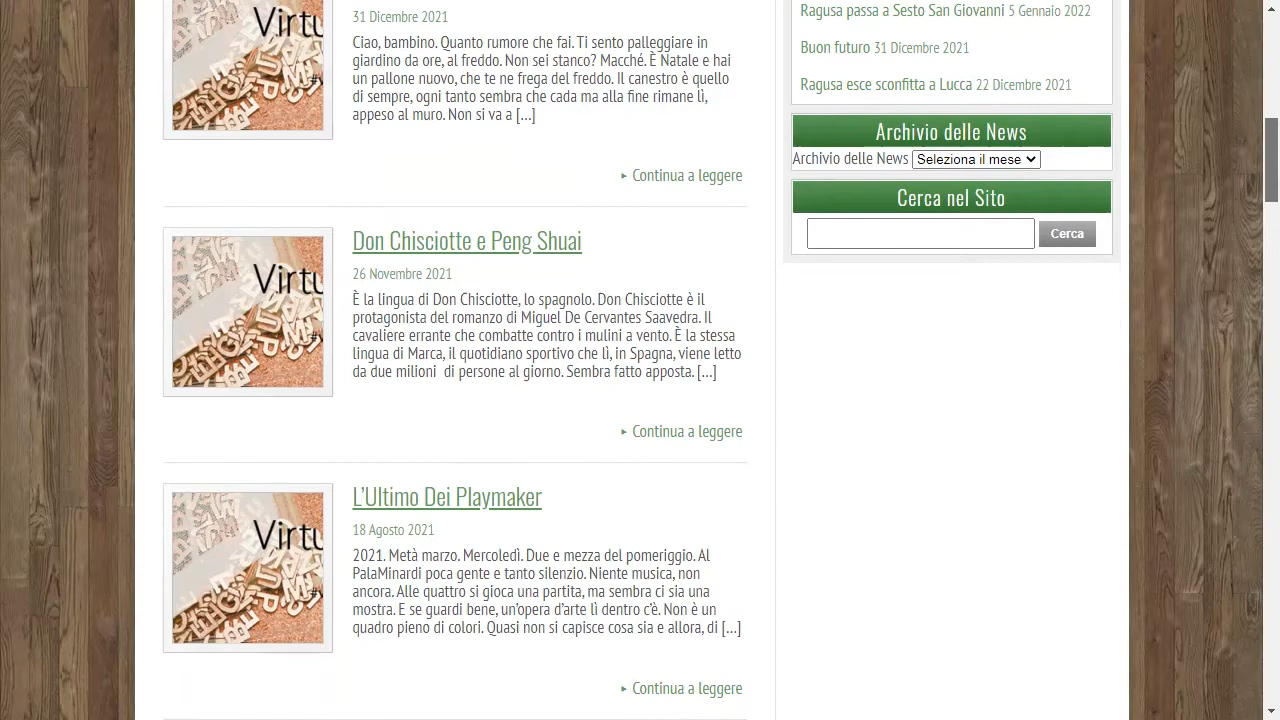 Virtu
31 Dicembre 2021
Ciao, bambino. Quanto rumore che fai. Ti sento palleggiare in
giardino da ore, al freddo. Non sei stanco? Macché. È Natale e hai
un pallone nuovo, che te ne frega del freddo. Il canestro è quello
di sempre, ogni tanto sembra che cada ma alla fine rimane lì,
appeso al muro. Non si va a [...]
▸ Continua a leggere
Virtu
Don Chisciotte e Peng Shuai
26 Novembre 2021
È la lingua di Don Chisciotte, lo spagnolo. Don Chisciotte è il
protagonista del romanzo di Miguel De Cervantes Saavedra. Il
cavaliere errante che combatte contro i mulini a vento. È la stessa
lingua di Marca, il quotidiano sportivo che lì, in Spagna, viene letto
da due milioni di persone al giorno. Sembra fatto apposta. [...]
▸ Continua a leggere
Virtu
L'Ultimo Dei Playmaker
18 Agosto 2021
2021. Metà marzo. Mercoledì. Due e mezza del pomeriggio. Al
PalaMinardi poca gente e tanto silenzio. Niente musica, non
ancora. Alle quattro si gioca una partita, ma sembra ci sia una
mostra. E se guardi bene, un'opera d'arte lì dentro c'è. Non è un
quadro pieno di colori. Quasi non si capisce cosa sia e allora, di [...]
▸ Continua a leggere
Ragusa passa a Sesto San Giovanni 5 Gennaio 2022
Buon futuro 31 Dicembre 2021
Ragusa esce sconfitta a Lucca 22 Dicembre 2021
Archivio delle News
Archivio delle News Seleziona il mese
Cerca nel Sito
Cerca